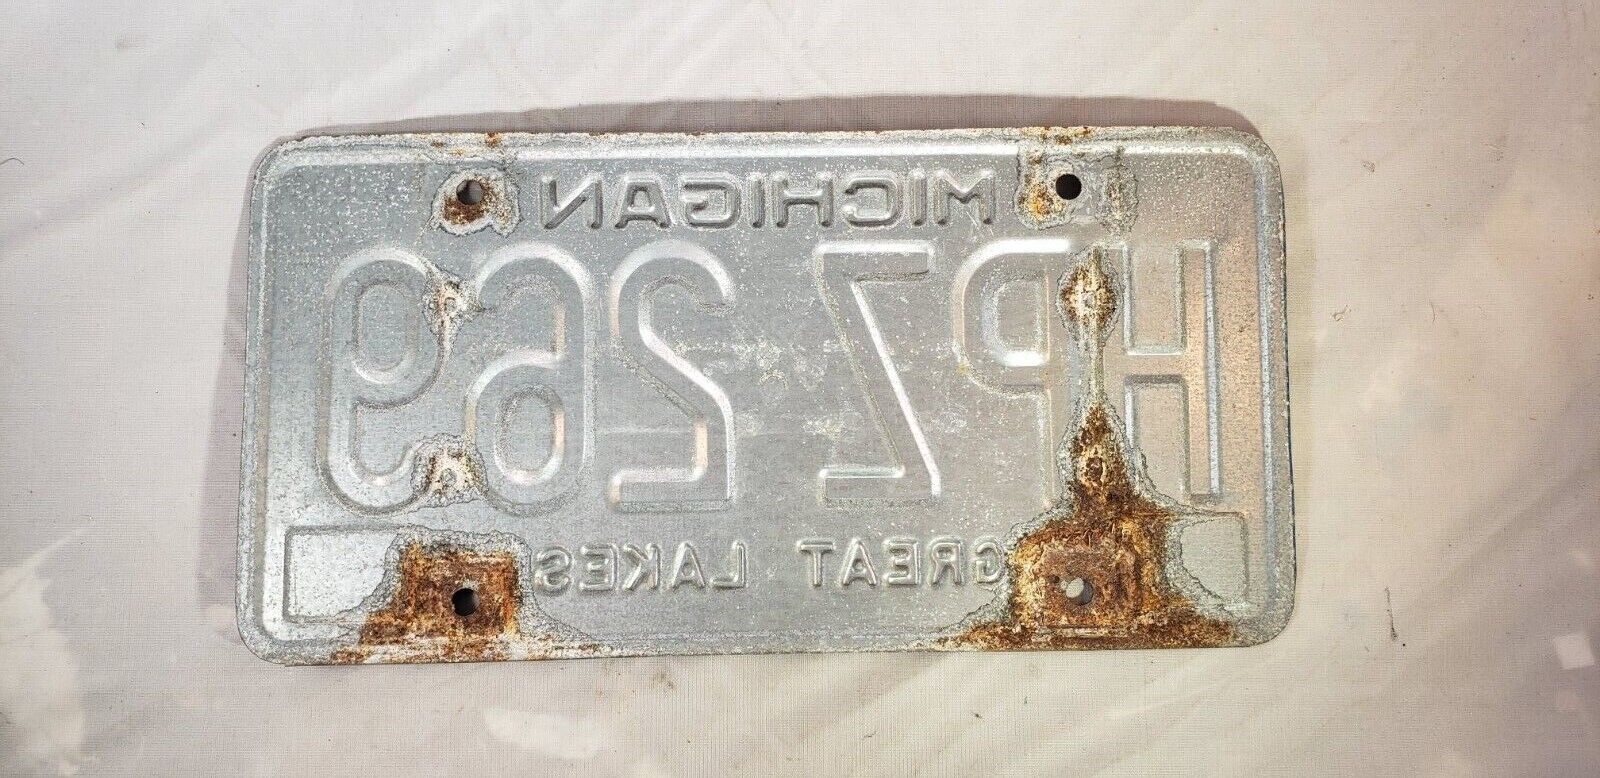 MICHIGAN
HPZ 269
GREAT LAKES